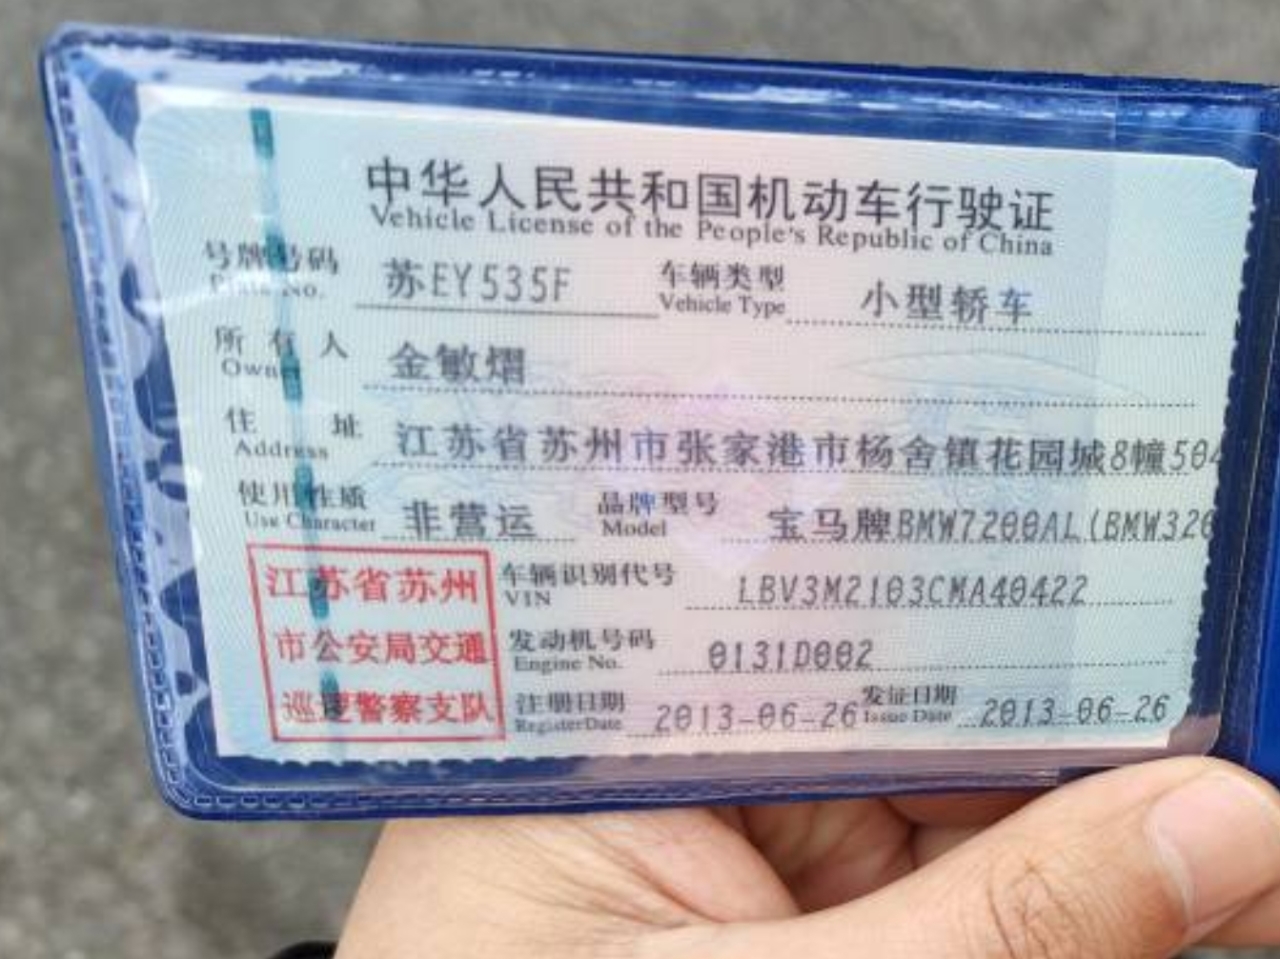 中华人民共和国机动车行驶证
Vehicle License of the People's Republic of China
号牌号码 苏EY535F 车辆类型 小型轿车
Plate No. Vehicle Type
所有人 金敏熠
Owner
住址 江苏省苏州市张家港市杨舍镇花园城8幢504
Address
使用性质 非营运 品牌型号 宝马牌BMW7200AL(BMW320
Use Character Model
江苏省苏州
市公安局交通
巡逻警察支队
车辆识别代号 LBV3M2103CMA40422
VIN
发动机号码 0131D002
Engine No.
注册日期 2013-06-26 发证日期 2013-06-26
Register Date Issue Date